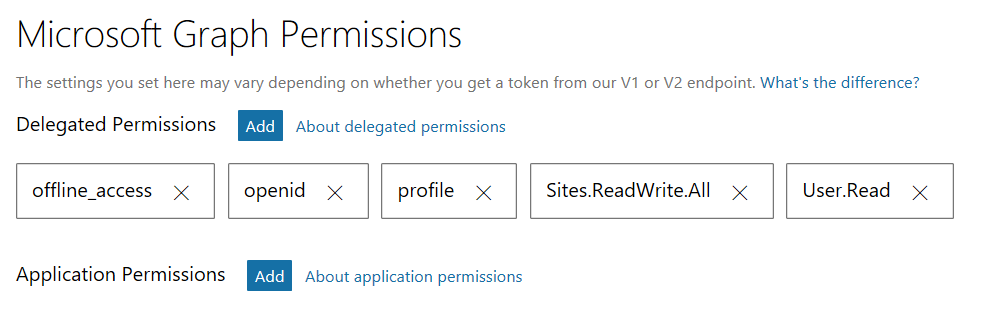 Microsoft Graph Permissions
The settings you set here may vary depending on whether you get a token from our V1 or V2 endpoint. What's the difference?
Delegated Permissions Add About delegated permissions
offline_access openid profile Sites.ReadWrite.All User.Read
Application Permissions Add About application permissions